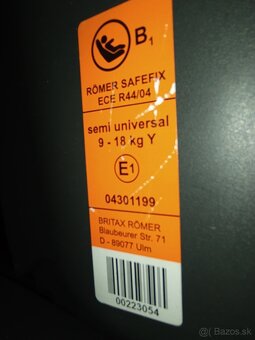 B1
RÖMER SAFEFIX
ECE R44/04
semi universal
9 - 18 kg Y
E1
04301199
BRITAX RÖMER
Blaubeurer Str. 71
D - 89077 Ulm
00223054
Bazos.sk